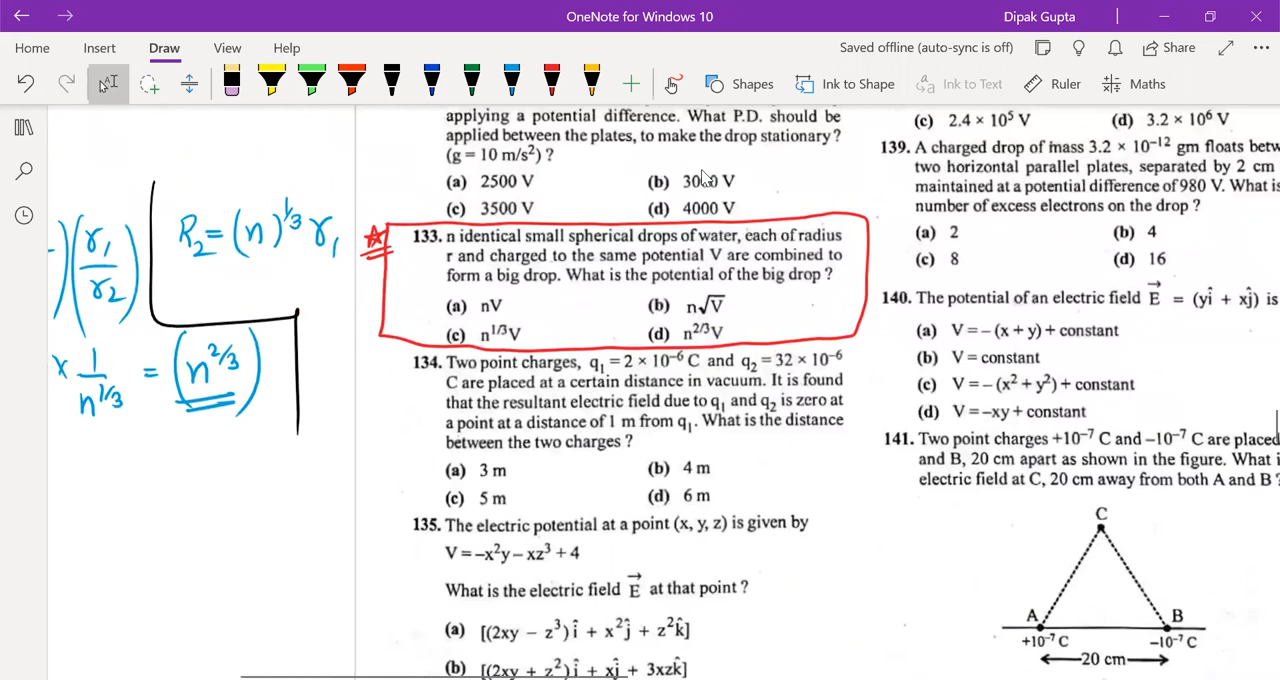 OneNote for Windows 10
Dipak Gupta
Home Insert Draw View Help
Saved offline (auto-sync is off)
Share
Shapes
Ink to Shape
Ink to Text
Ruler
Maths
)(r₁/r₂)
R₂ = (n)^1/3 r₁
x 1/n^1/3 = (n^2/3)
applying a potential difference. What P.D. should be
applied between the plates, to make the drop stationary?
(g = 10 m/s²) ?
(a) 2500 V (b) 3000 V
(c) 3500 V (d) 4000 V
133. n identical small spherical drops of water, each of radius
r and charged to the same potential V are combined to
form a big drop. What is the potential of the big drop ?
(a) nV (b) n√V
(c) n^1/3V (d) n^2/3V
134. Two point charges, q₁ = 2 × 10⁻⁶ C and q₂ = 32 × 10⁻⁶
C are placed at a certain distance in vacuum. It is found
that the resultant electric field due to q₁ and q₂ is zero at
a point at a distance of 1 m from q₁. What is the distance
between the two charges ?
(a) 3 m (b) 4 m
(c) 5 m (d) 6 m
135. The electric potential at a point (x, y, z) is given by
V = –x²y – xz³ + 4
What is the electric field E⃗ at that point ?
(a) [(2xy – z³)î + x²ĵ + z²k̂]
(b) [(2xy + z²)î + xĵ + 3xzk̂]
(c) 2.4 × 10⁵ V (d) 3.2 × 10⁶ V
139. A charged drop of mass 3.2 × 10⁻¹² gm floats betw
two horizontal parallel plates, separated by 2 cm
maintained at a potential difference of 980 V. What is
number of excess electrons on the drop ?
(a) 2 (b) 4
(c) 8 (d) 16
140. The potential of an electric field E⃗ = (yî + xĵ) is
(a) V = – (x + y) + constant
(b) V = constant
(c) V = – (x² + y²) + constant
(d) V = –xy + constant
141. Two point charges +10⁻⁷ C and –10⁻⁷ C are placed
and B, 20 cm apart as shown in the figure. What i
electric field at C, 20 cm away from both A and B ?
C
A B
+10⁻⁷ C –10⁻⁷ C
20 cm